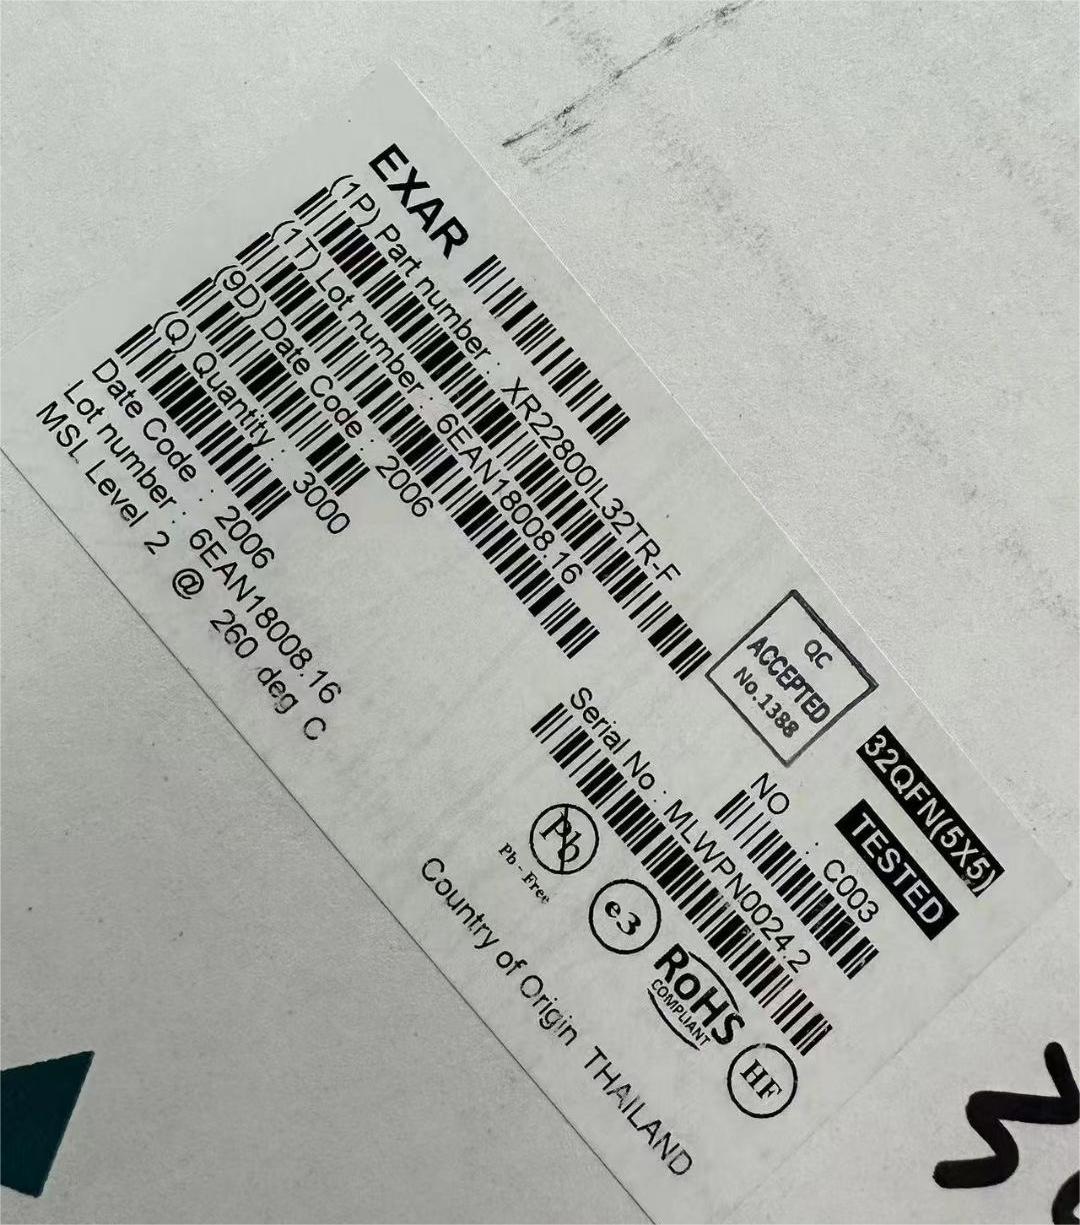 EXAR
(1P) Part number : XR22800IL32TR-F
(1T) Lot number : 6EAN18008.16
(9D) Date Code : 2006
(Q) Quantity : 3000
Date Code : 2006
Lot number : 6EAN18008.16
MSL Level 2 @ 260 deg C
QC
ACCEPTED
No.1388
32QFN(5X5)
TESTED
NO : C003
Serial No : MLWPN0024.2
Pb
Pb - Free
e3
RoHS
COMPLIANT
HF
Country of Origin THAILAND